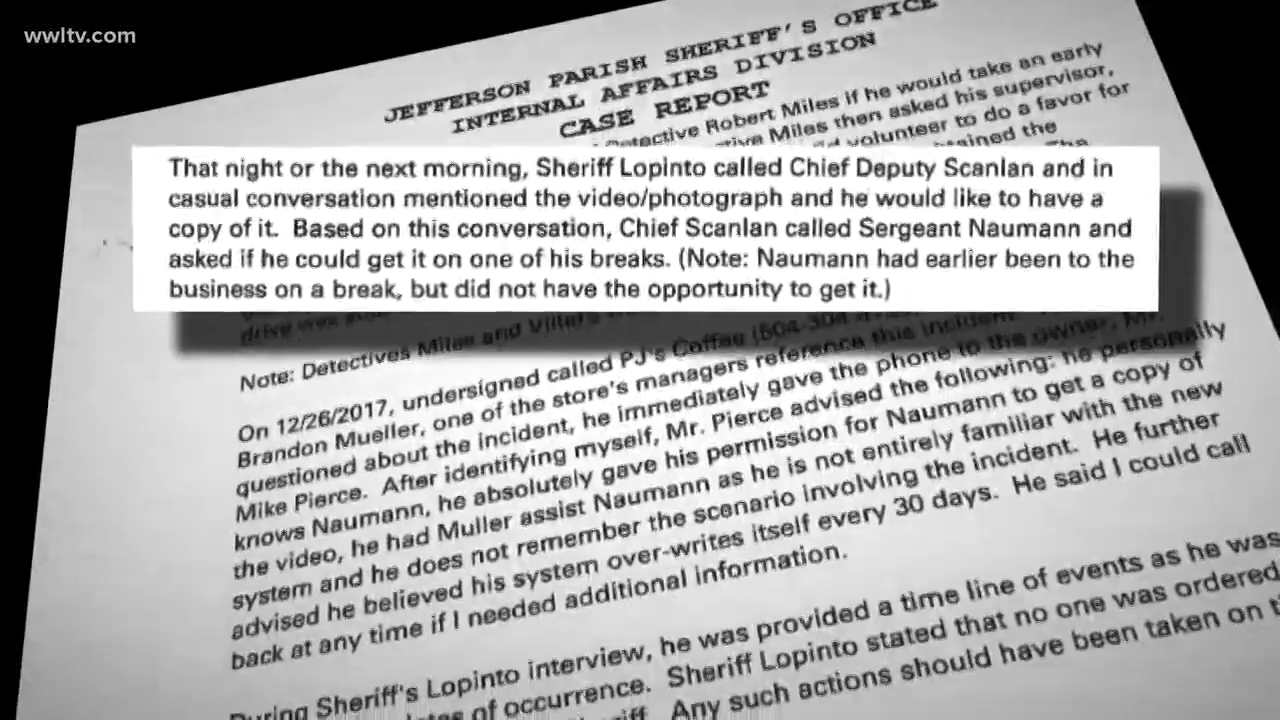 wwltv.com
JEFFERSON PARISH SHERIFF'S OFFICE
INTERNAL AFFAIRS DIVISION
CASE REPORT
Detective Robert Miles if he would take an early
Miles then asked his supervisor,
volunteer to do a favor for
the
That night or the next morning, Sheriff Lopinto called Chief Deputy Scanlan and in
casual conversation mentioned the video/photograph and he would like to have a
copy of it. Based on this conversation, Chief Scanlan called Sergeant Naumann and
asked if he could get it on one of his breaks. (Note: Naumann had earlier been to the
business on a break, but did not have the opportunity to get it.)
drive was
Note: Detectives Miles and
On 12/26/2017, undersigned called PJ's Coffee (504-304
Brandon Mueller, one of the store's managers reference this incident.
questioned about the incident, he immediately gave the phone to the owner, Mr.
Mike Pierce. After identifying myself, Mr. Pierce advised the following: he personally
knows Naumann, he absolutely gave his permission for Naumann to get a copy of
the video, he had Muller assist Naumann as he is not entirely familiar with the new
system and he does not remember the scenario involving the incident. He further
advised he believed his system over-writes itself every 30 days. He said I could call
back at any time if I needed additional information.
During Sheriff's Lopinto interview, he was provided a time line of events as he was
of occurrence. Sheriff Lopinto stated that no one was ordered
Any such actions should have been taken on